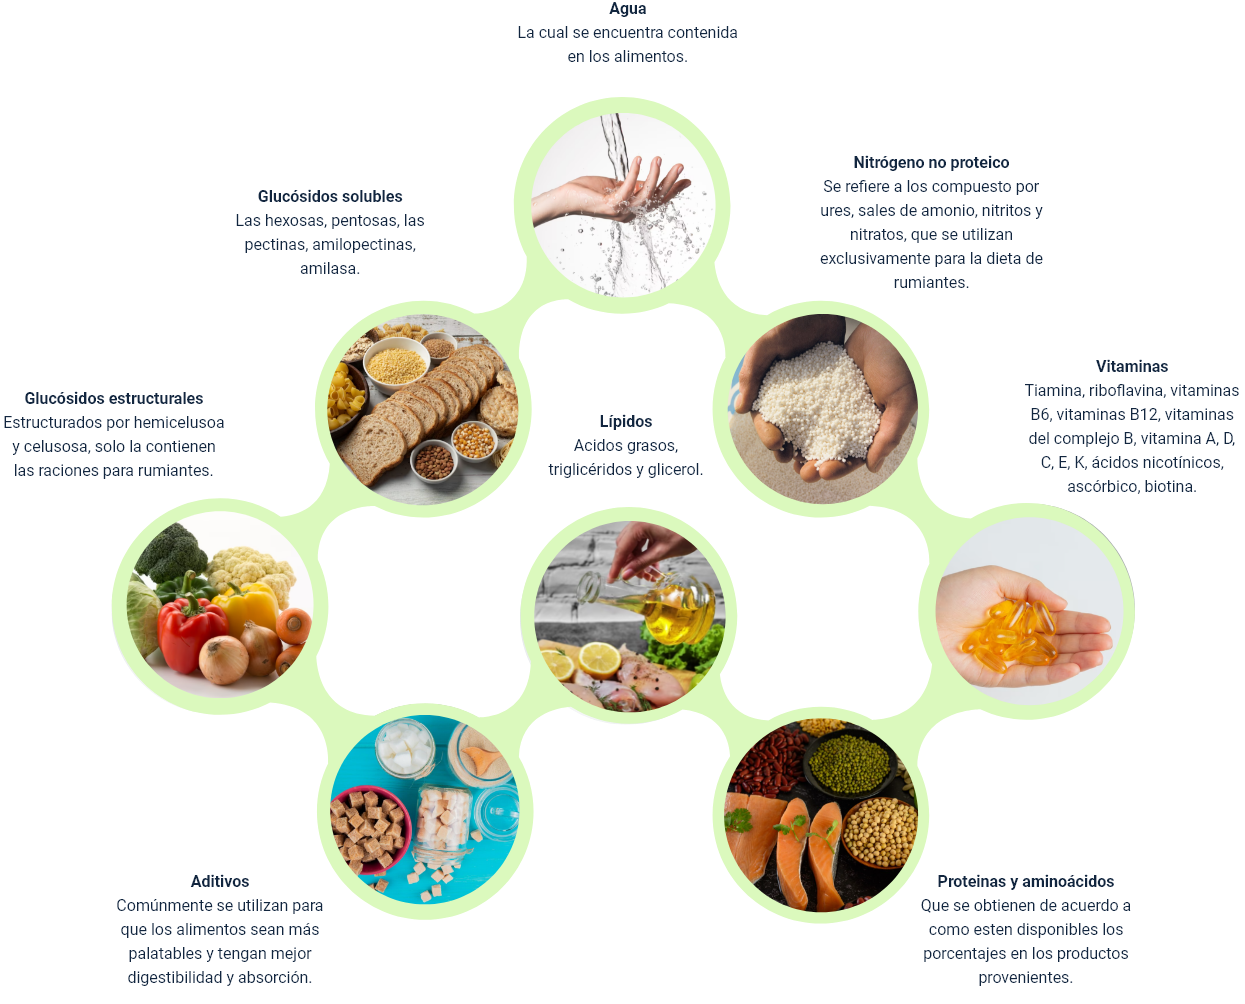 Agua
La cual se encuentra contenida
en los alimentos.
Nitrógeno no proteico
Se refiere a los compuesto por
ures, sales de amonio, nitritos y
nitratos, que se utilizan
exclusivamente para la dieta de
rumiantes.
Glucósidos solubles
Las hexosas, pentosas, las
pectinas, amilopectinas,
amilasa.
Vitaminas
Tiamina, riboflavina, vitaminas
B6, vitaminas B12, vitaminas
del complejo B, vitamina A, D,
C, E, K, ácidos nicotínicos,
ascórbico, biotina.
Glucósidos estructurales
Estructurados por hemicelusoa
y celusosa, solo la contienen
las raciones para rumiantes.
Lípidos
Acidos grasos,
triglicéridos y glicerol.
Aditivos
Comúnmente se utilizan para
que los alimentos sean más
palatables y tengan mejor
digestibilidad y absorción.
Proteinas y aminoácidos
Que se obtienen de acuerdo a
como esten disponibles los
porcentajes en los productos
provenientes.